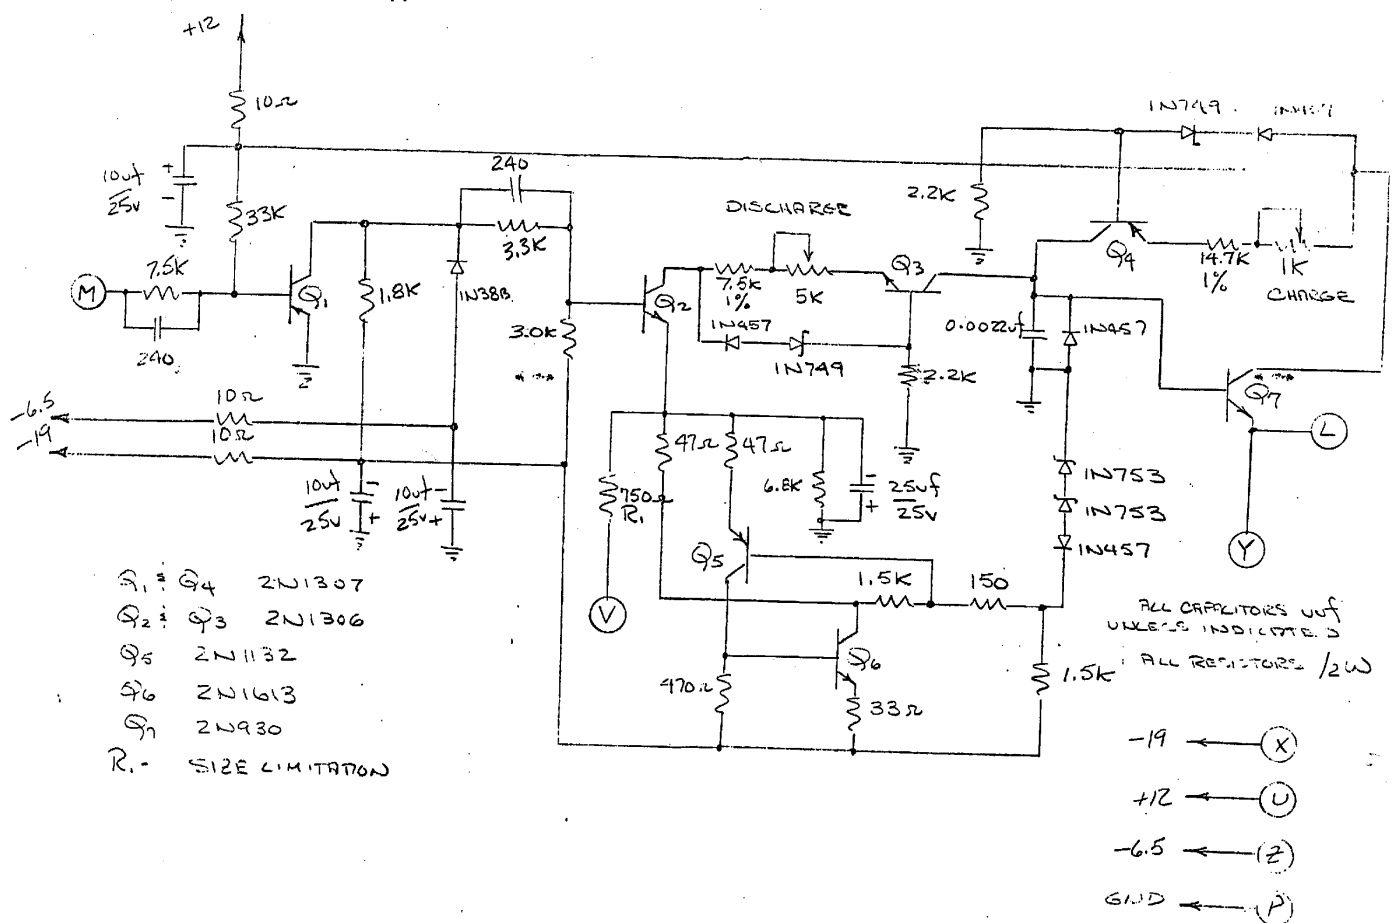 +12
10Ω
10uf
25v
+
-
33K
7.5K
M
240
Q1
1.8K
1N38B
240
3.3K
3.0K
-6.5
-19
10Ω
10Ω
10uf
25v
-
+
10uf
25v
-
+
DISCHARGE
Q2
7.5K
1%
5K
Q3
1N457
1N749
2.2K
2.2K
1N749
Q4
14.7K
1%
1K
CHARGE
0.0022uf
1N457
Q7
L
Y
1N753
1N753
1N457
47Ω
47Ω
750Ω
R1
V
6.8K
25uf
25v
-
+
Q5
1.5K
150
Q6
470Ω
33Ω
1.5K
Q1 & Q4 2N1307
Q2 & Q3 2N1306
Q5 2N1132
Q6 2N1613
Q7 2N930
R1- SIZE LIMITATION
ALL CAPACITORS uuf
UNLESS INDICATED
ALL RESISTORS 1/2W
-19 X
+12 U
-6.5 Z
GND P